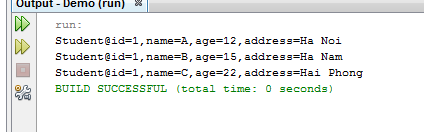 Output - Demo (run)
run:
Student@id=1,name=A,age=12,address=Ha Noi
Student@id=1,name=B,age=15,address=Ha Nam
Student@id=1,name=C,age=22,address=Hai Phong
BUILD SUCCESSFUL (total time: 0 seconds)